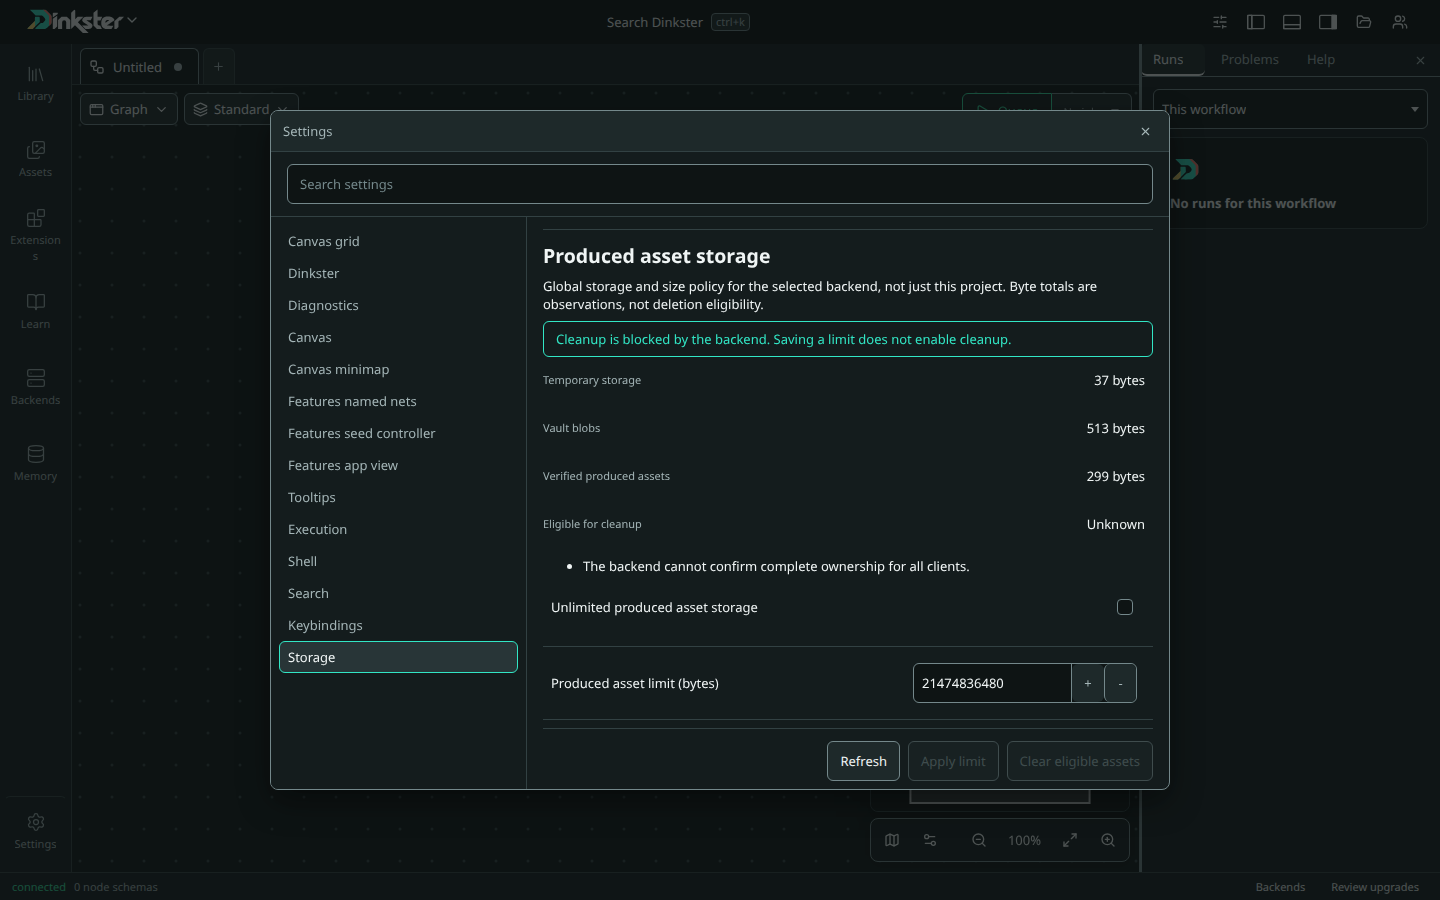 Dinkster
Search Dinkster ctrl+k
Untitled
+
Runs
Problems
Help
Library
Assets
Extensions
Learn
Backends
Memory
Settings
Graph
Standard
This workflow
No runs for this workflow
Settings
Search settings
Canvas grid
Dinkster
Diagnostics
Canvas
Canvas minimap
Features named nets
Features seed controller
Features app view
Tooltips
Execution
Shell
Search
Keybindings
Storage
Produced asset storage
Global storage and size policy for the selected backend, not just this project. Byte totals are
observations, not deletion eligibility.
Cleanup is blocked by the backend. Saving a limit does not enable cleanup.
Temporary storage 37 bytes
Vault blobs 513 bytes
Verified produced assets 299 bytes
Eligible for cleanup Unknown
• The backend cannot confirm complete ownership for all clients.
Unlimited produced asset storage
Produced asset limit (bytes) 21474836480 + -
Refresh Apply limit Clear eligible assets
100%
connected 0 node schemas
Backends Review upgrades